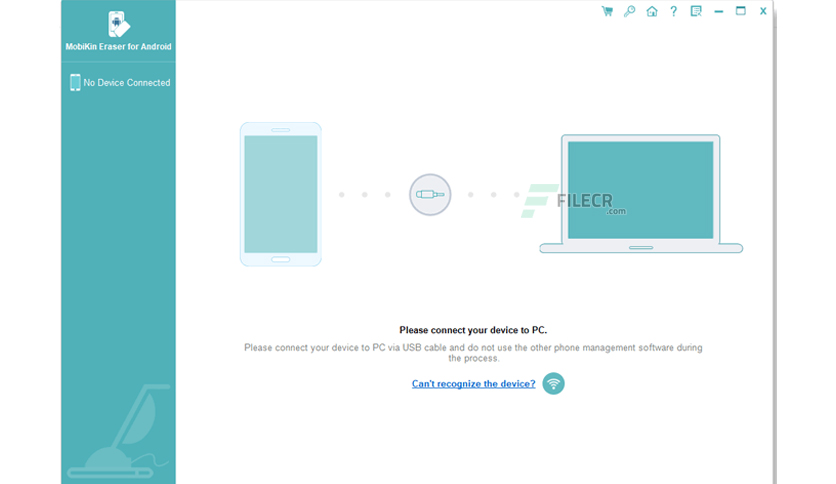 MobiKin Eraser for Android
No Device Connected
FILECR
.com
Please connect your device to PC.
Please connect your device to PC via USB cable and do not use the other phone management software during
the process.
Can't recognize the device?